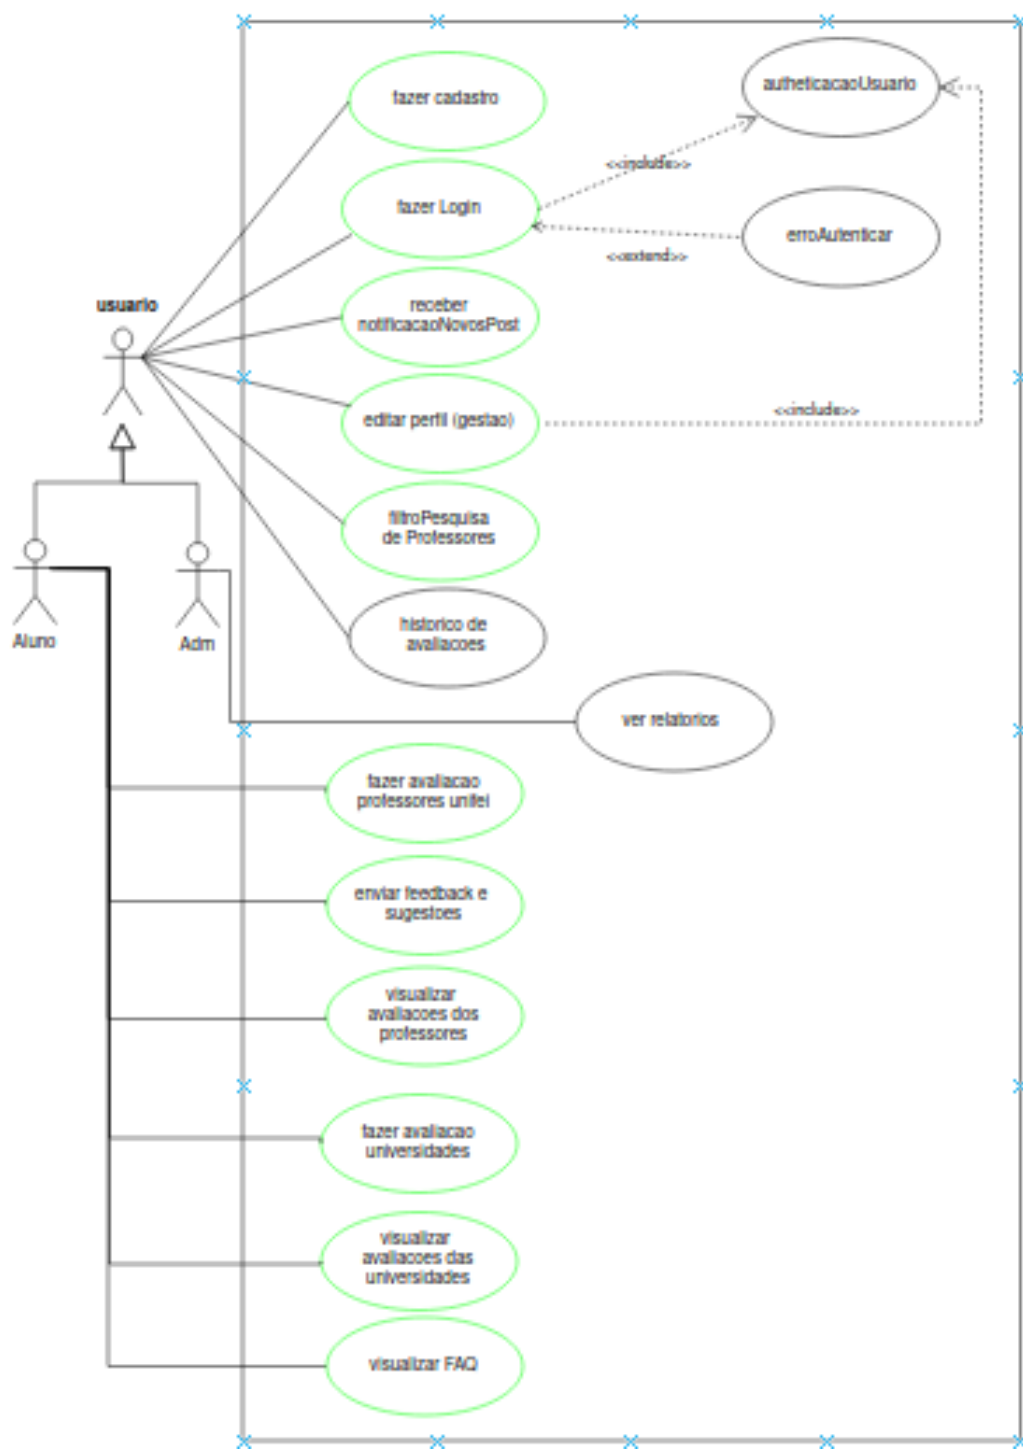 fazer cadastro
autheticacaoUsuario
<<include>>
fazer Login
erroAutenticar
<<extend>>
usuario
receber
notificacaoNovosPost
editar perfil (gestao)
<<include>>
filtroPesquisa
de Professores
Aluno
Adm
historico de
avaliacoes
ver relatorios
fazer avaliacao
professores unifei
enviar feedback e
sugestoes
visualizar
avaliacoes dos
professores
fazer avaliacao
universidades
visualizar
avaliacoes das
universidades
visualizar FAQ